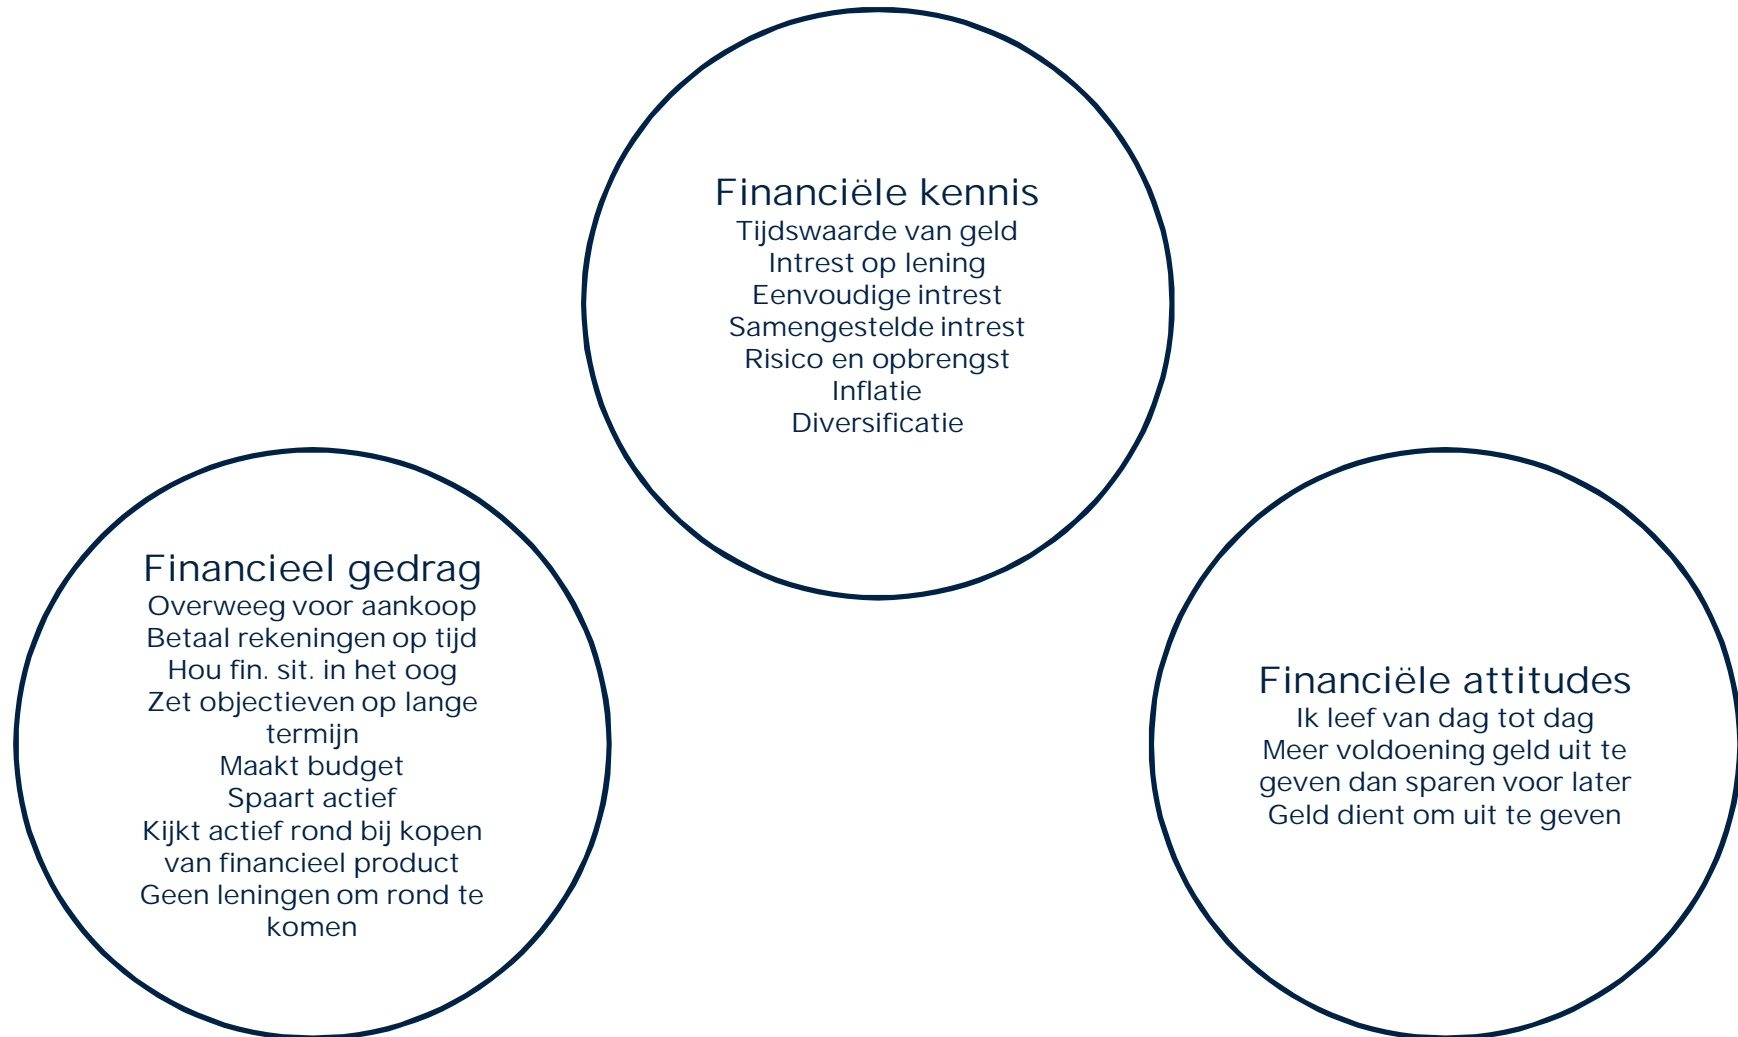 Financiële kennis
Tijdswaarde van geld
Intrest op lening
Eenvoudige intrest
Samengestelde intrest
Risico en opbrengst
Inflatie
Diversificatie
Financieel gedrag
Overweeg voor aankoop
Betaal rekeningen op tijd
Hou fin. sit. in het oog
Zet objectieven op lange
termijn
Maakt budget
Spaart actief
Kijkt actief rond bij kopen
van financieel product
Geen leningen om rond te
komen
Financiële attitudes
Ik leef van dag tot dag
Meer voldoening geld uit te
geven dan sparen voor later
Geld dient om uit te geven